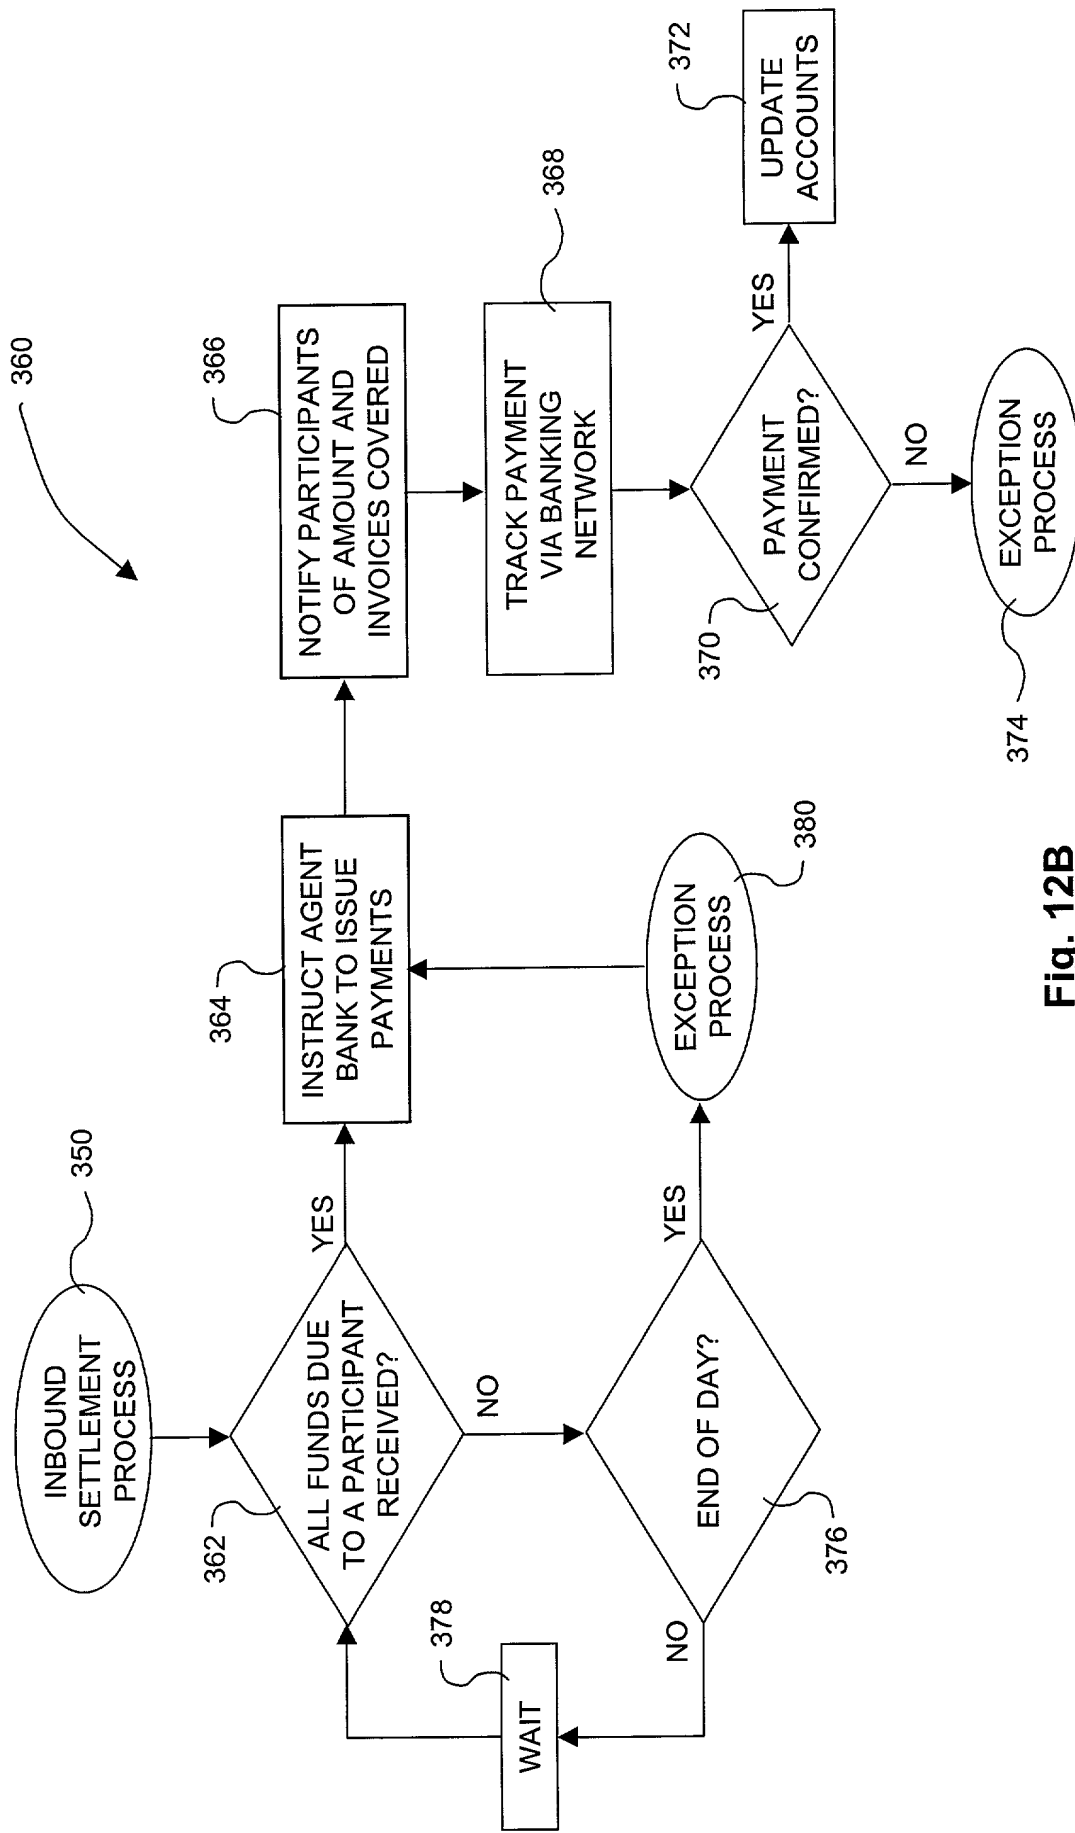 360
INBOUND
SETTLEMENT
PROCESS
350
362
ALL FUNDS DUE
TO A PARTICIPANT
RECEIVED?
YES
NO
364
INSTRUCT AGENT
BANK TO ISSUE
PAYMENTS
366
NOTIFY PARTICIPANTS
OF AMOUNT AND
INVOICES COVERED
378
WAIT
NO
END OF DAY?
376
YES
EXCEPTION
PROCESS
380
TRACK PAYMENT
VIA BANKING
NETWORK
368
370
PAYMENT
CONFIRMED?
YES
372
UPDATE
ACCOUNTS
NO
EXCEPTION
PROCESS
374
Fig. 12B